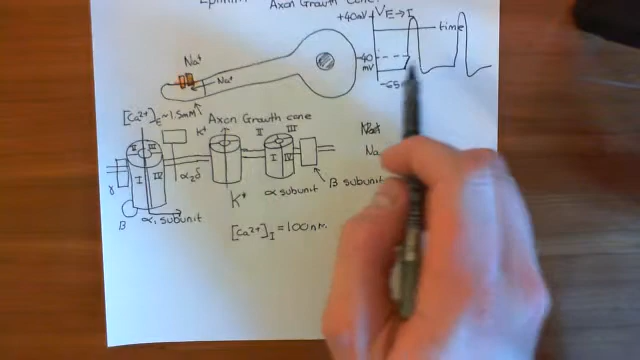 Axon Growth Cone
+40mV VE→I
time
-40
mV
-65
Na⁺
Na⁺
[Ca²⁺]E ~1.5mM
K⁺
Axon Growth cone
II III
II III
I IV
I IV
γ
α₂δ
β
α₁ subunit
K⁺
α subunit
β subunit
Na
[Ca²⁺]I = 100nM